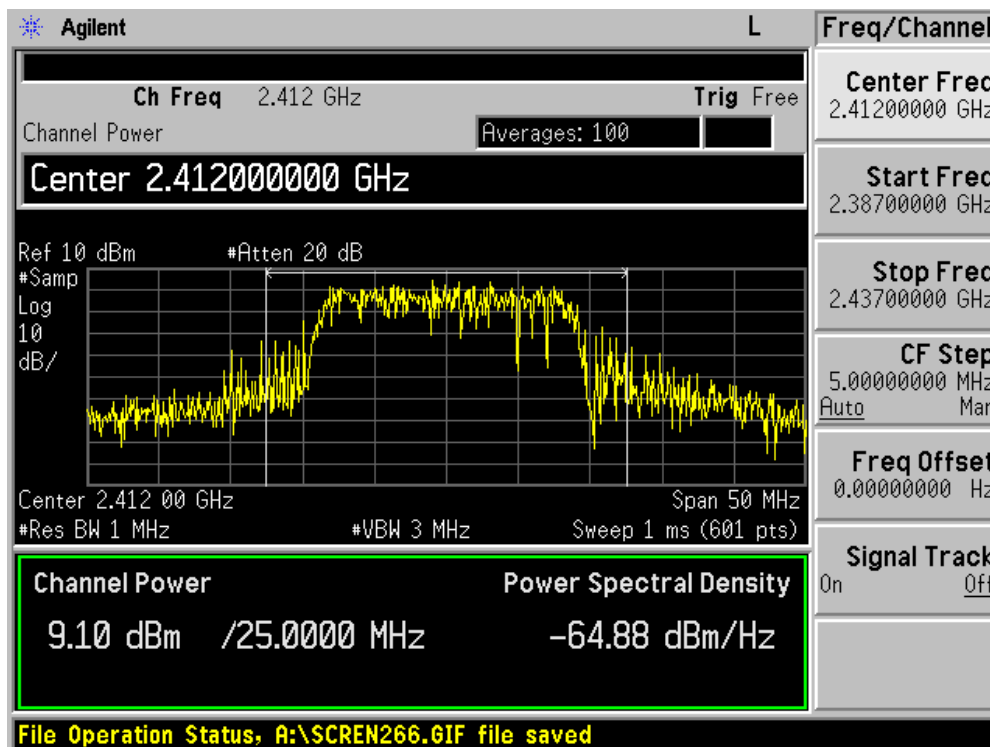 Agilent L Freq/Channel
Ch Freq 2.412 GHz Trig Free
Channel Power Averages: 100
Center 2.412000000 GHz
Ref 10 dBm #Atten 20 dB
#Samp
Log
10
dB/
Center 2.412 00 GHz Span 50 MHz
#Res BW 1 MHz #VBW 3 MHz Sweep 1 ms (601 pts)
Channel Power Power Spectral Density
9.10 dBm /25.0000 MHz -64.88 dBm/Hz
File Operation Status, A:\SCREN266.GIF file saved
Center Freq
2.41200000 GHz
Start Freq
2.38700000 GHz
Stop Freq
2.43700000 GHz
CF Step
5.00000000 MHz
Auto Man
Freq Offset
0.00000000 Hz
Signal Track
On Off